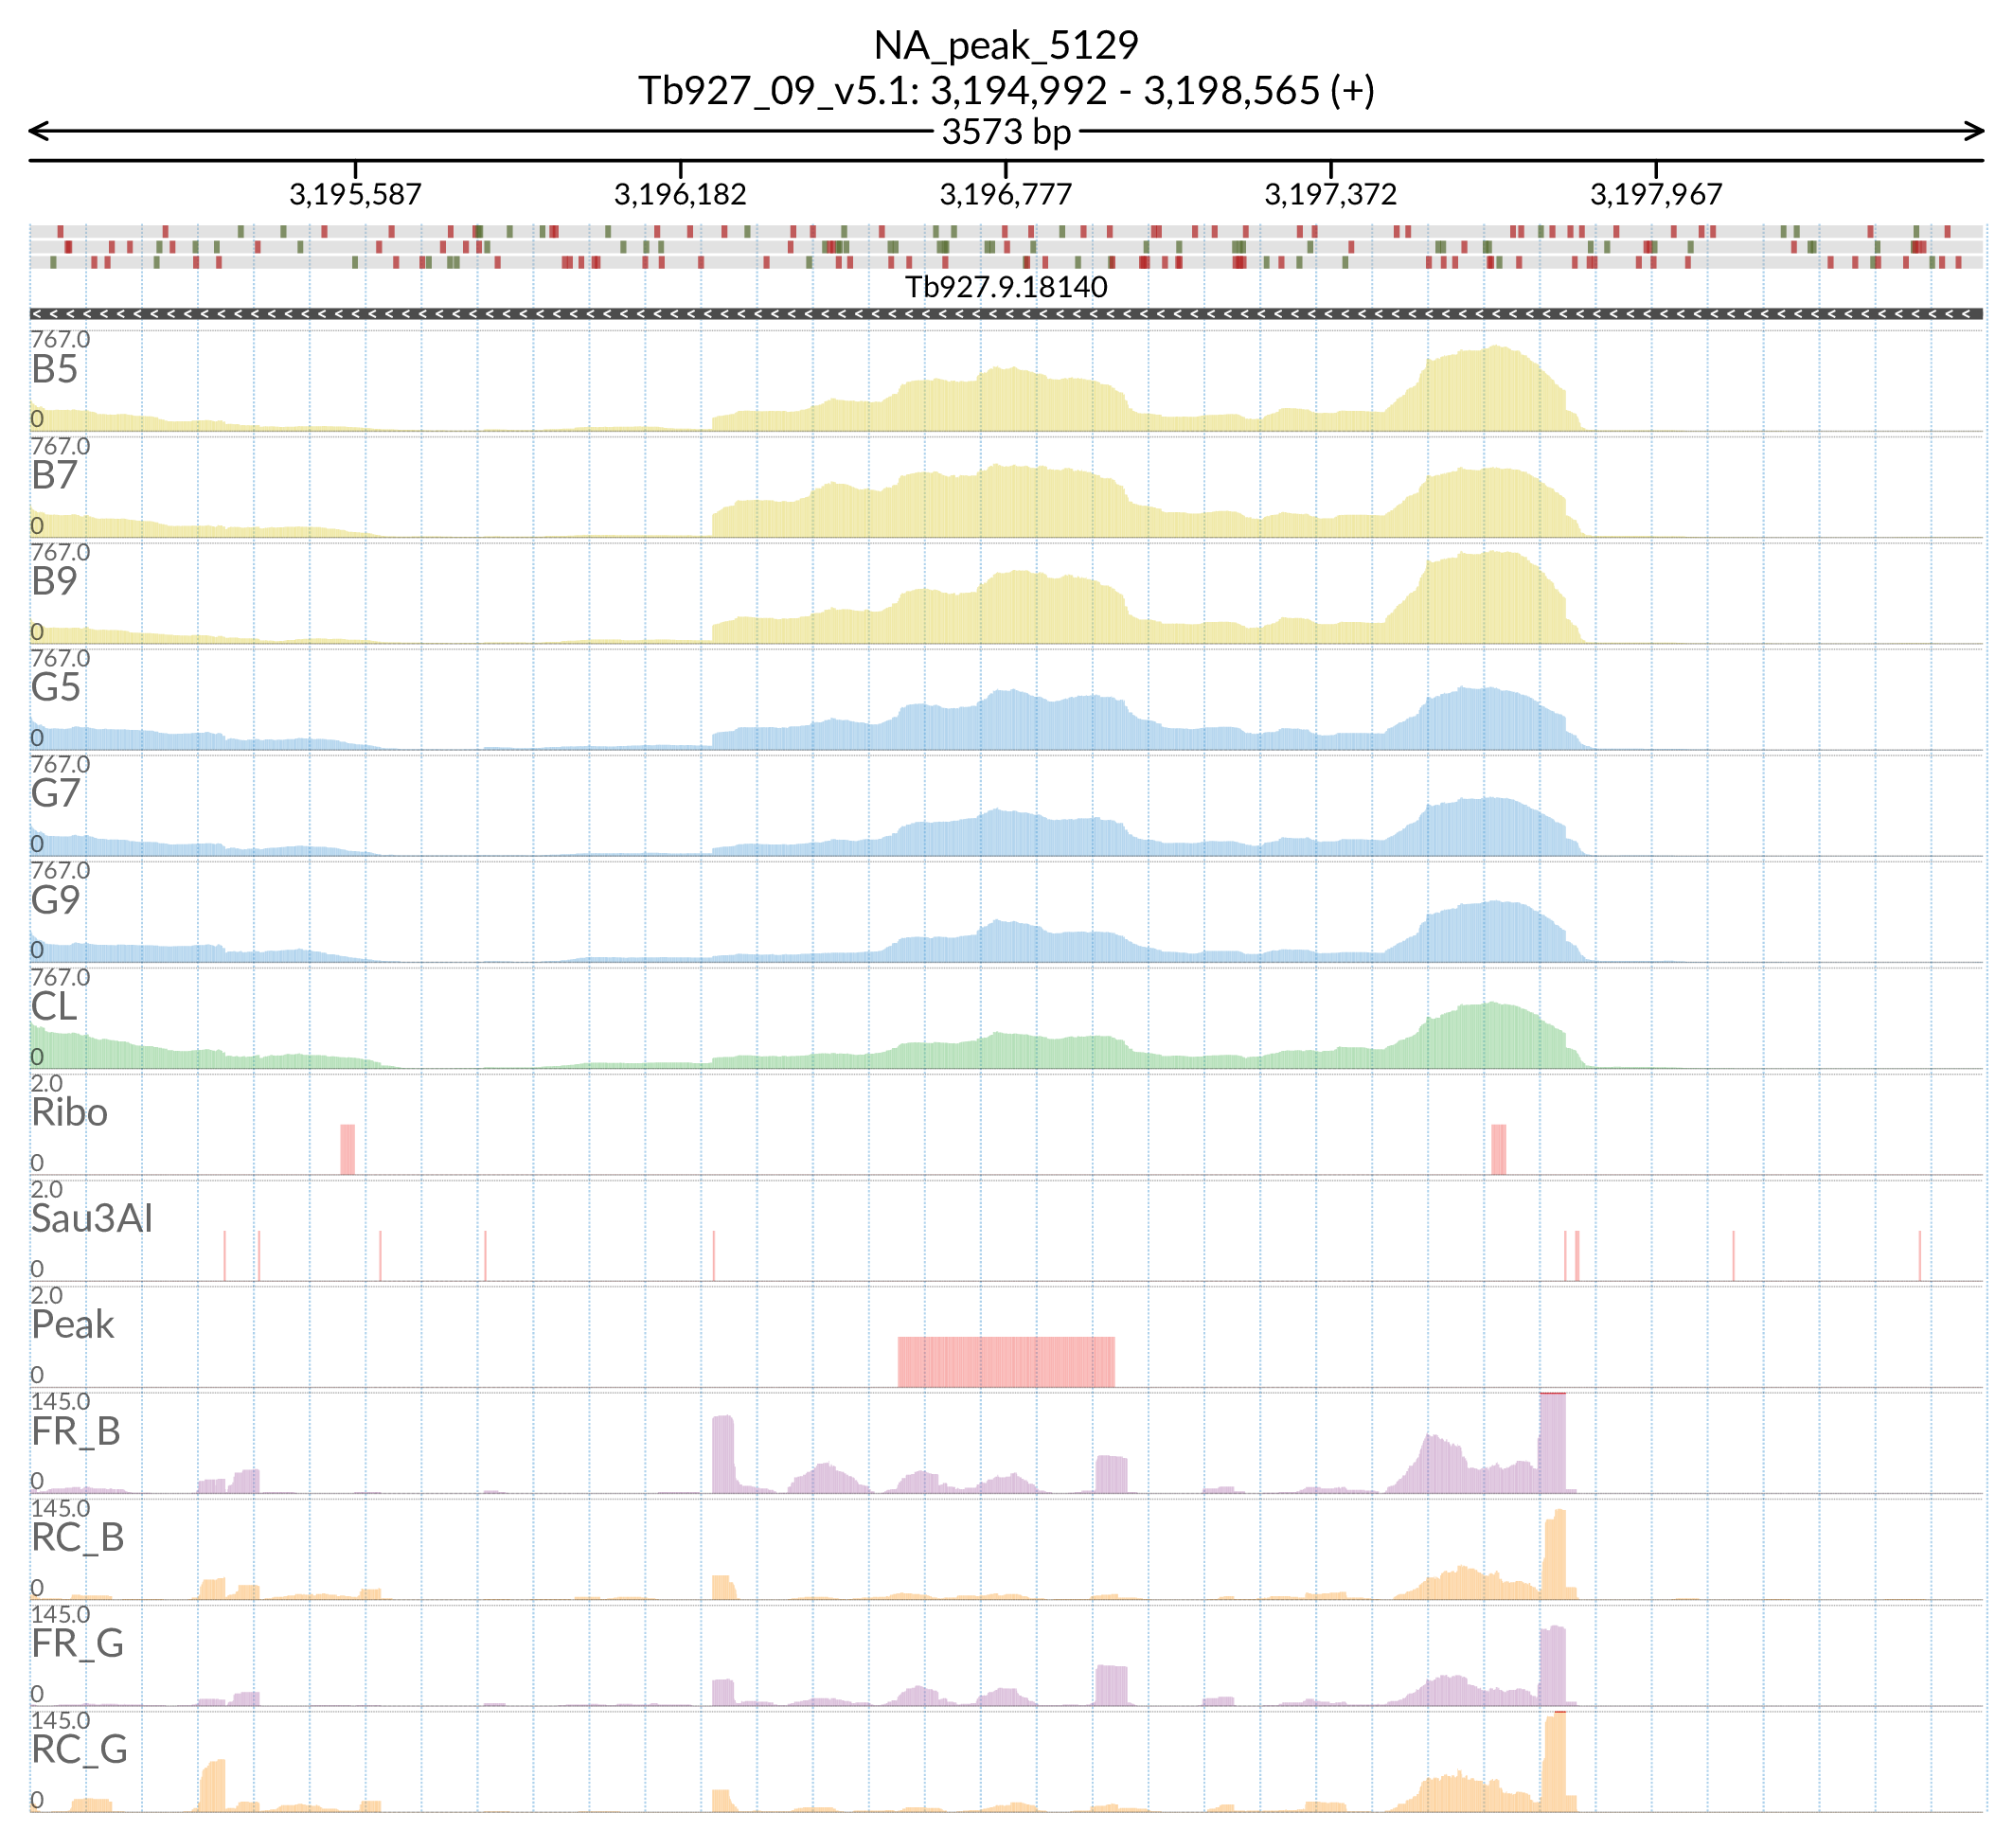 NA_peak_5129
Tb927_09_v5.1: 3,194,992 - 3,198,565 (+)
3573 bp
3,195,587 3,196,182 3,196,777 3,197,372 3,197,967
Tb927.9.18140
767.0
B5
0
767.0
B7
0
767.0
B9
0
767.0
G5
0
767.0
G7
0
767.0
G9
0
767.0
CL
0
2.0
Ribo
0
2.0
Sau3AI
0
2.0
Peak
0
145.0
FR_B
0
145.0
RC_B
0
145.0
FR_G
0
145.0
RC_G
0